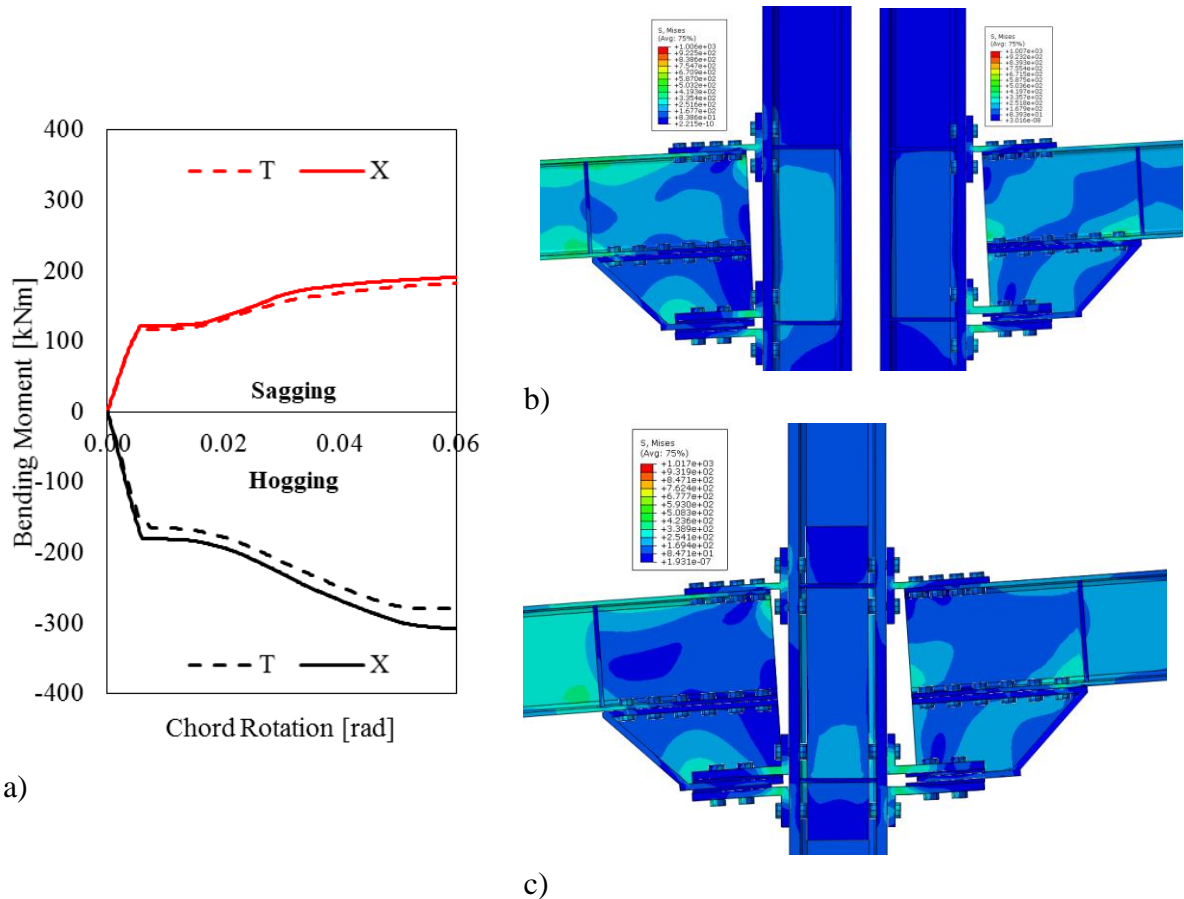 400
300
200
100
0
-100
-200
-300
-400
0.00 0.02 0.04 0.06
T X
Sagging
Hogging
T X
Bending Moment [kNm]
Chord Rotation [rad]
a)
S, Mises
(Avg: 75%)
+1.006e+03
+9.225e+02
+8.386e+02
+7.547e+02
+6.709e+02
+5.870e+02
+5.032e+02
+4.193e+02
+3.354e+02
+2.516e+02
+1.677e+02
+8.386e+01
+2.215e-10
S, Mises
(Avg: 75%)
+1.007e+03
+9.232e+02
+8.393e+02
+7.554e+02
+6.715e+02
+5.875e+02
+5.036e+02
+4.197e+02
+3.357e+02
+2.518e+02
+1.679e+02
+8.393e+01
+3.016e-08
b)
S, Mises
(Avg: 75%)
+1.017e+03
+9.319e+02
+8.471e+02
+7.624e+02
+6.777e+02
+5.930e+02
+5.083e+02
+4.236e+02
+3.389e+02
+2.541e+02
+1.694e+02
+8.471e+01
+1.931e-07
c)